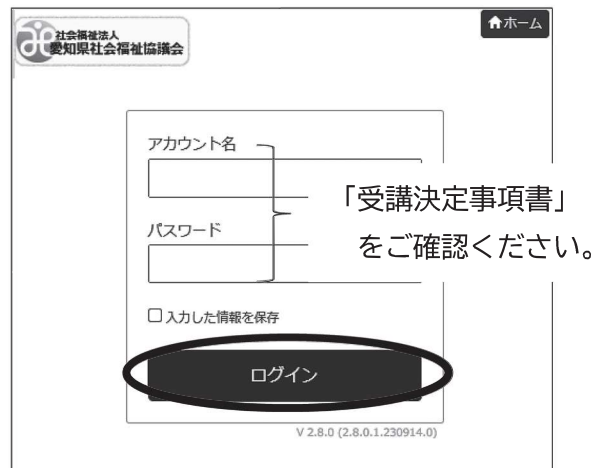 社会福祉法人
愛知県社会福祉協議会
ホーム
アカウント名
「受講決定事項書」
をご確認ください。
パスワード
入力した情報を保存
ログイン
V 2.8.0 (2.8.0.1.230914.0)